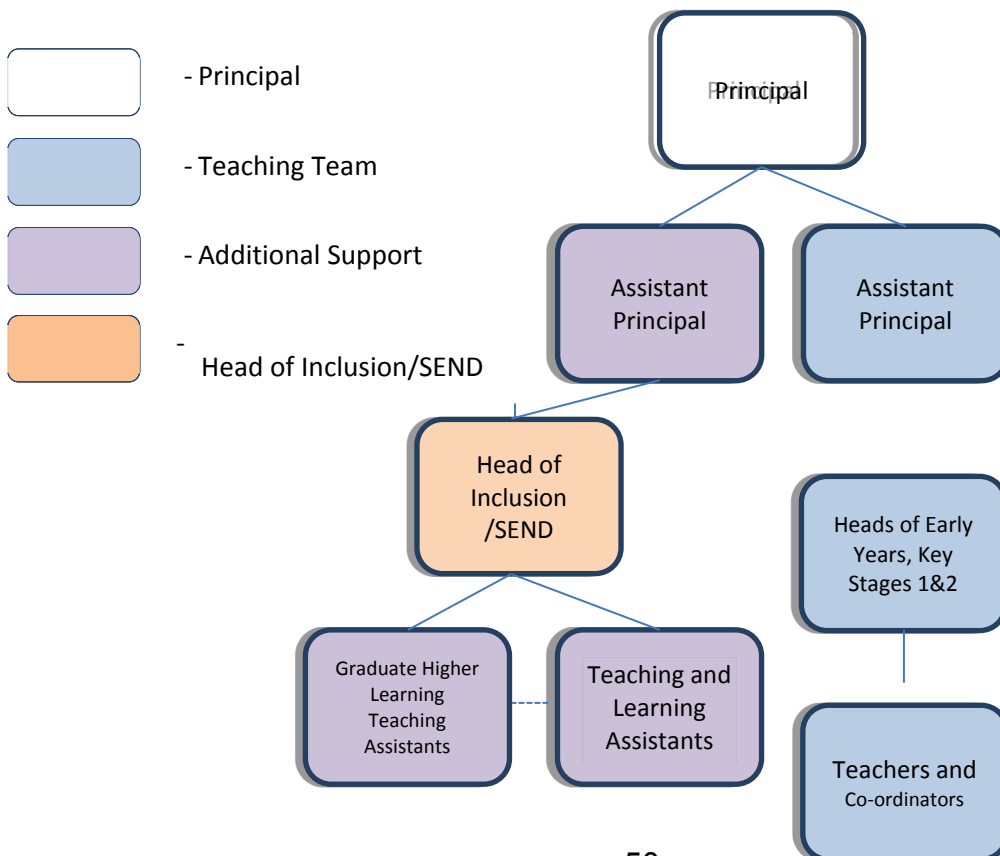 - Principal
- Teaching Team
- Additional Support
-
Head of Inclusion/SEND
Principal
Assistant
Principal
Assistant
Principal
Head of
Inclusion
/SEND
Heads of Early
Years, Key
Stages 1&2
Graduate Higher
Learning
Teaching
Assistants
Teaching and
Learning
Assistants
Teachers and
Co-ordinators